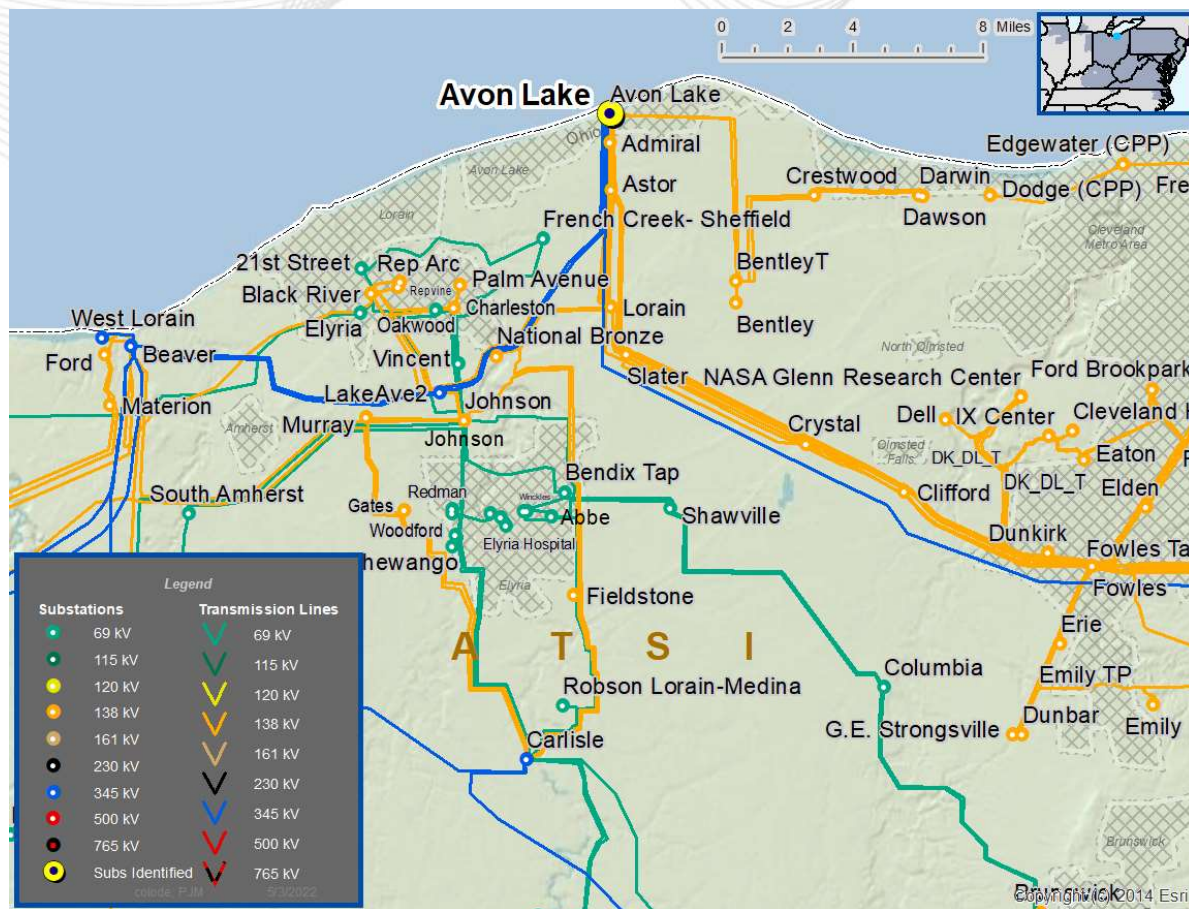 0 2 4 8 Miles
Avon Lake
Avon Lake
Ohio
Admiral
Edgewater (CPP)
Avon Lake
Astor
Crestwood
Darwin
Dodge (CPP)
Fre
Dawson
Lorain
French Creek- Sheffield
Cleveland
Metro Area
21st Street
Rep Arc
Palm Avenue
BentleyT
Black River
Repvine
Charleston
Lorain
Bentley
West Lorain
Elyria
Oakwood
National Bronze
Ford
Beaver
Vincent
North Olmsted
Slater
NASA Glenn Research Center
Ford Brookpark
LakeAve2
Johnson
Materion
Murray
Dell
IX Center
Cleveland H
Amherst
Johnson
Crystal
Olmsted
Falls
DK_DL_T
Eaton
Bendix Tap
DK_DL_T
South Amherst
Redman
Winckles
Clifford
Elden
Gates
Abbe
Shawville
Woodford
Elyria Hospital
Dunkirk
Fowles Ta
hewango
Elyria
Fieldstone
Fowles
Erie
A T S I
Columbia
Emily TP
Robson Lorain-Medina
G.E. Strongsville
Dunbar
Emily
Carlisle
Brunswick
Brunswick
Legend
Substations Transmission Lines
69 kV 69 kV
115 kV 115 kV
120 kV 120 kV
138 kV 138 kV
161 kV 161 kV
230 kV 230 kV
345 kV 345 kV
500 kV 500 kV
765 kV 765 kV
Subs Identified
PJM 5/3/2022
Copyright:(c) 2014 Esri